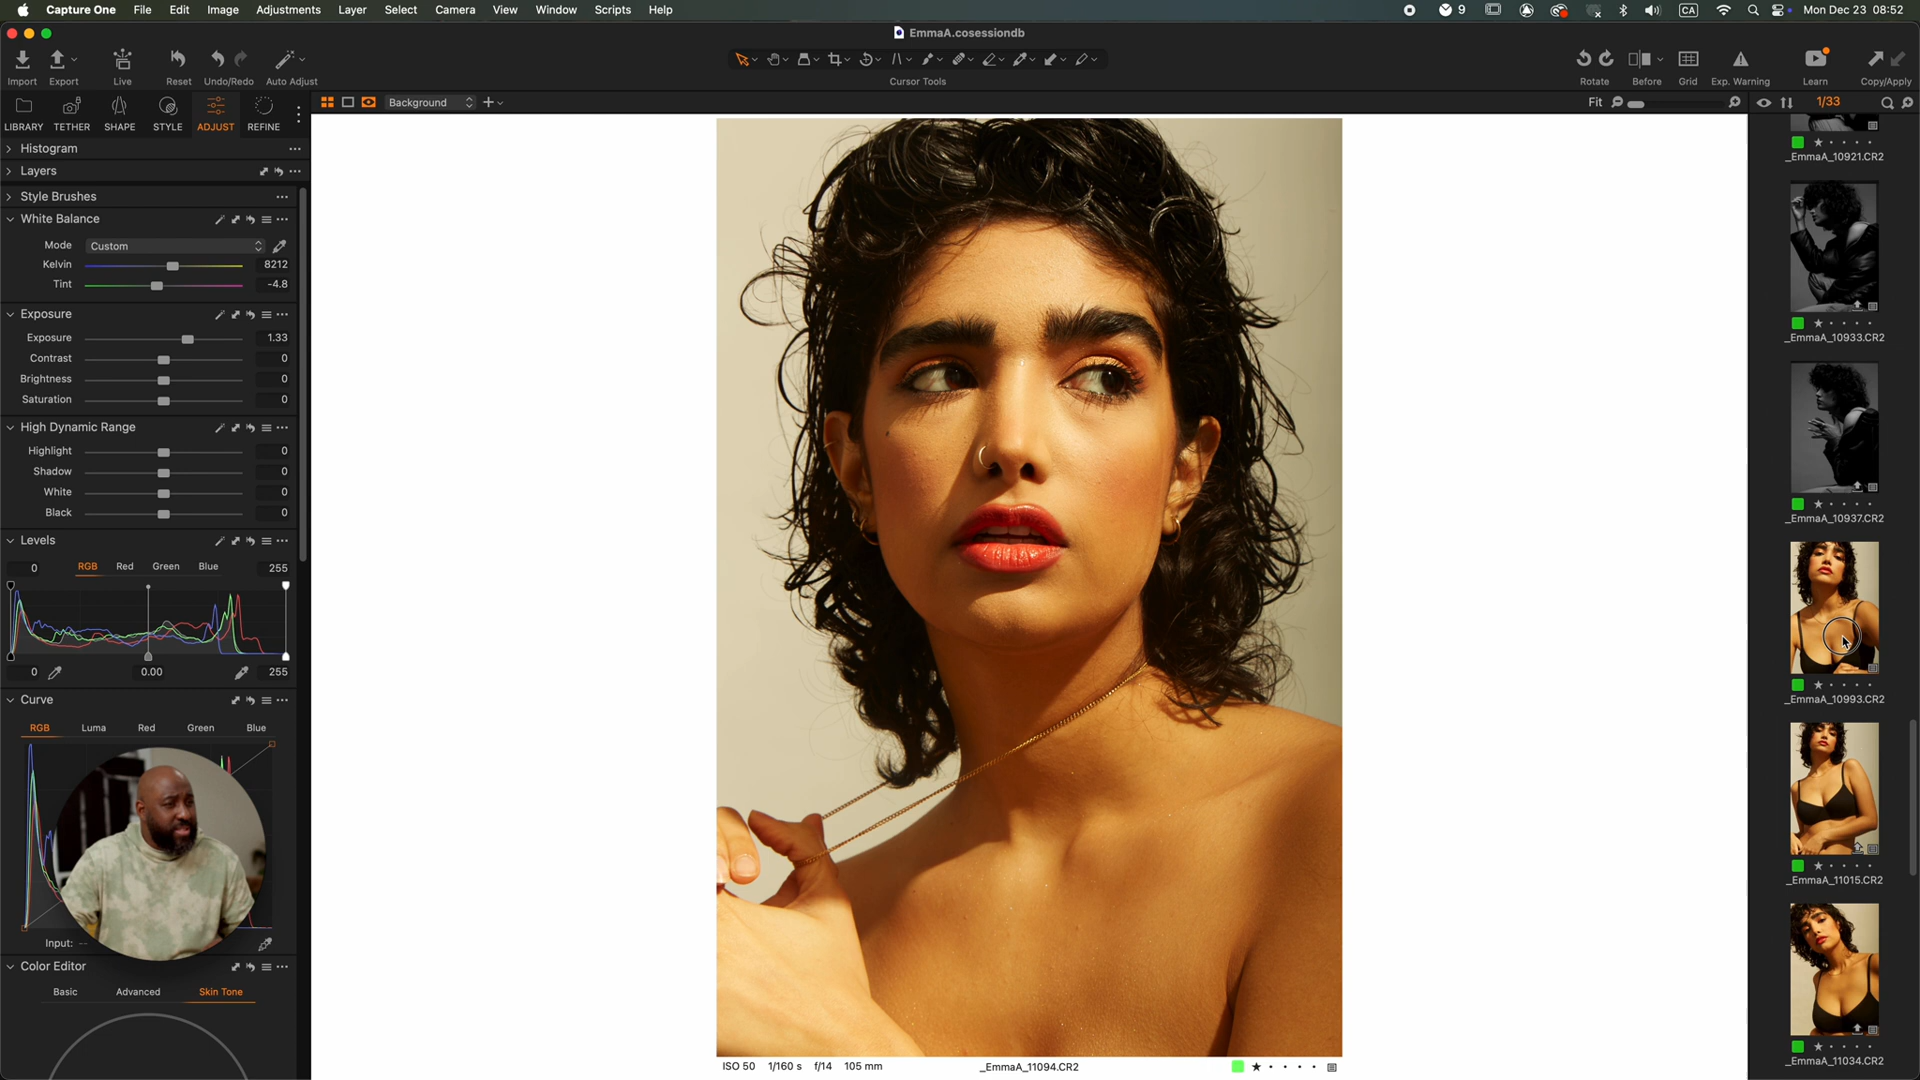 Capture One File Edit Image Adjustments Layer Select Camera View Window Scripts Help 9 CA Mon Dec 23 08:52
EmmaA.cosessiondb
Import Export Live Reset Undo/Redo Auto Adjust Cursor Tools Rotate Before Grid Exp. Warning Learn Copy/Apply
LIBRARY TETHER SHAPE STYLE ADJUST REFINE
Background Fit 1/33
Histogram
Layers
Style Brushes
White Balance
Mode Custom
Kelvin 8212
Tint -4.8
Exposure
Exposure 1.33
Contrast 0
Brightness 0
Saturation 0
High Dynamic Range
Highlight 0
Shadow 0
White 0
Black 0
Levels
0 RGB Red Green Blue 255
0 0.00 255
Curve
RGB Luma Red Green Blue
Input: --
Color Editor
Basic Advanced Skin Tone
ISO 50 1/160 s f/14 105 mm _EmmaA_11094.CR2
_EmmaA_10921.CR2
_EmmaA_10933.CR2
_EmmaA_10937.CR2
_EmmaA_10993.CR2
_EmmaA_11015.CR2
_EmmaA_11034.CR2